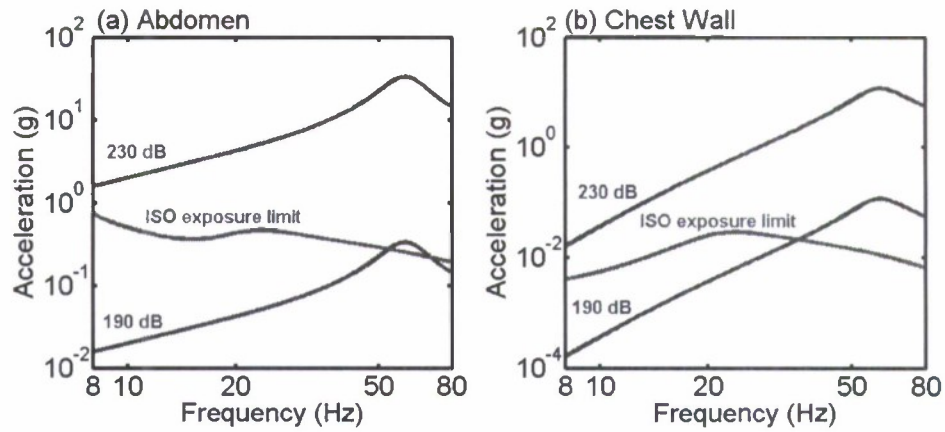 (a) Abdomen
10^2
10^1
10^0
10^-1
10^-2
Acceleration (g)
230 dB
ISO exposure limit
190 dB
8 10 20 50 80
Frequency (Hz)
(b) Chest Wall
10^2
10^0
10^-2
10^-4
Acceleration (g)
230 dB
ISO exposure limit
190 dB
8 10 20 50 80
Frequency (Hz)